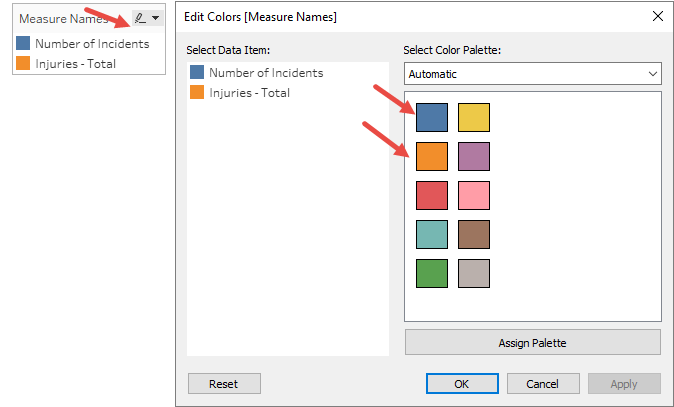 Measure Names
Number of Incidents
Injuries - Total
Edit Colors [Measure Names]
Select Data Item:
Number of Incidents
Injuries - Total
Select Color Palette:
Automatic
Assign Palette
Reset
OK
Cancel
Apply